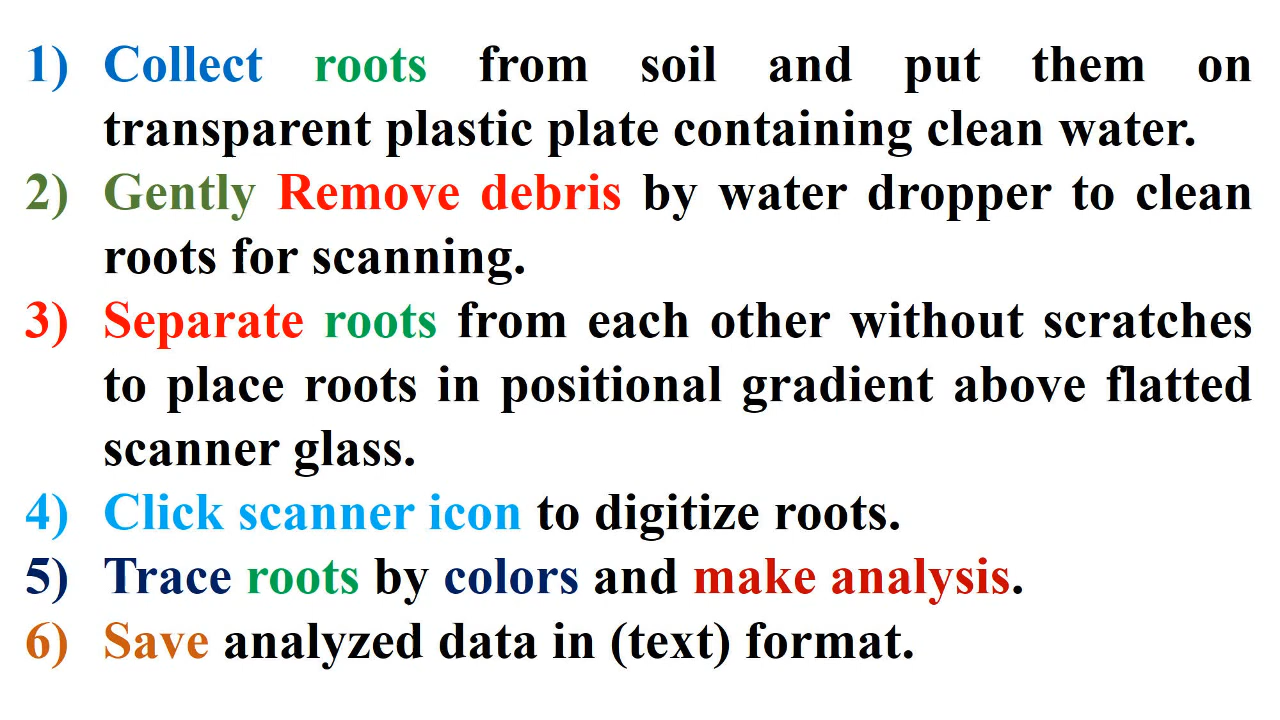 1) Collect roots from soil and put them on
transparent plastic plate containing clean water.
2) Gently Remove debris by water dropper to clean
roots for scanning.
3) Separate roots from each other without scratches
to place roots in positional gradient above flatted
scanner glass.
4) Click scanner icon to digitize roots.
5) Trace roots by colors and make analysis.
6) Save analyzed data in (text) format.